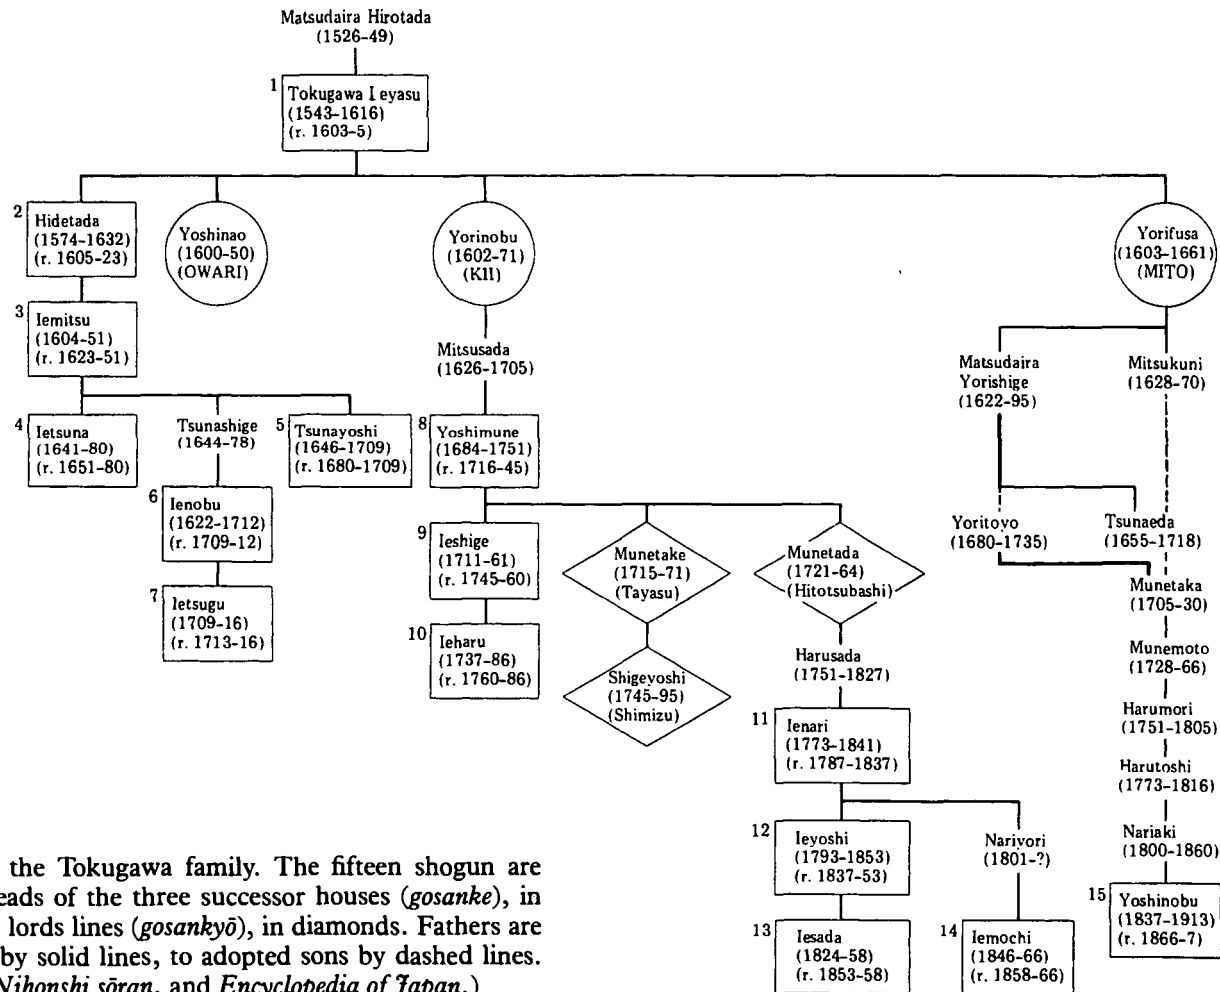 Matsudaira Hirotada
(1526-49)
1
Tokugawa Ieyasu
(1543-1616)
(r. 1603-5)
2
Hidetada
(1574-1632)
(r. 1605-23)
Yoshinao
(1600-50)
(OWARI)
Yorinobu
(1602-71)
(KII)
Yorifusa
(1603-1661)
(MITO)
3
Iemitsu
(1604-51)
(r. 1623-51)
Mitsusada
(1626-1705)
Matsudaira
Yorishige
(1622-95)
Mitsukuni
(1628-70)
4
Ietsuna
(1641-80)
(r. 1651-80)
Tsunashige
(1644-78)
5
Tsunayoshi
(1646-1709)
(r. 1680-1709)
8
Yoshimune
(1684-1751)
(r. 1716-45)
6
Ienobu
(1622-1712)
(r. 1709-12)
9
Ieshige
(1711-61)
(r. 1745-60)
Munetake
(1715-71)
(Tayasu)
Munetada
(1721-64)
(Hitotsubashi)
Yoritoyo
(1680-1735)
Tsunaeda
(1655-1718)
7
Ietsugu
(1709-16)
(r. 1713-16)
Munetaka
(1705-30)
10
Ieharu
(1737-86)
(r. 1760-86)
Shigeyoshi
(1745-95)
(Shimizu)
Harusada
(1751-1827)
Munemoto
(1728-66)
11
Ienari
(1773-1841)
(r. 1787-1837)
Harumori
(1751-1805)
Harutoshi
(1773-1816)
12
Ieyoshi
(1793-1853)
(r. 1837-53)
Nariyori
(1801-?)
Nariaki
(1800-1860)
13
Iesada
(1824-58)
(r. 1853-58)
14
Iemochi
(1846-66)
(r. 1858-66)
15
Yoshinobu
(1837-1913)
(r. 1866-7)
the Tokugawa family. The fifteen shogun are
eads of the three successor houses (gosanke), in
lords lines (gosankyō), in diamonds. Fathers are
by solid lines, to adopted sons by dashed lines.
Nihonshi sōran, and Encyclopedia of Japan.)